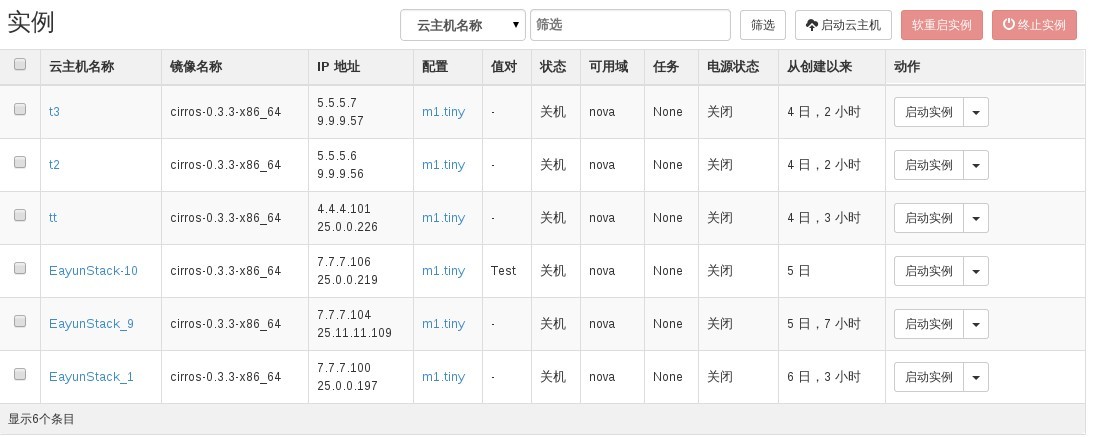 实例
云主机名称 筛选 筛选 启动云主机 软重启实例 终止实例
云主机名称 镜像名称 IP 地址 配置 值对 状态 可用域 任务 电源状态 从创建以来 动作
t3 cirros-0.3.3-x86_64 5.5.5.7 m1.tiny - 关机 nova None 关闭 4 日，2 小时 启动实例
9.9.9.57
t2 cirros-0.3.3-x86_64 5.5.5.6 m1.tiny - 关机 nova None 关闭 4 日，2 小时 启动实例
9.9.9.56
tt cirros-0.3.3-x86_64 4.4.4.101 m1.tiny - 关机 nova None 关闭 4 日，3 小时 启动实例
25.0.0.226
EayunStack-10 cirros-0.3.3-x86_64 7.7.7.106 m1.tiny Test 关机 nova None 关闭 5 日 启动实例
25.0.0.219
EayunStack_9 cirros-0.3.3-x86_64 7.7.7.104 m1.tiny - 关机 nova None 关闭 5 日，7 小时 启动实例
25.11.11.109
EayunStack_1 cirros-0.3.3-x86_64 7.7.7.100 m1.tiny - 关机 nova None 关闭 6 日，3 小时 启动实例
25.0.0.197
显示6个条目